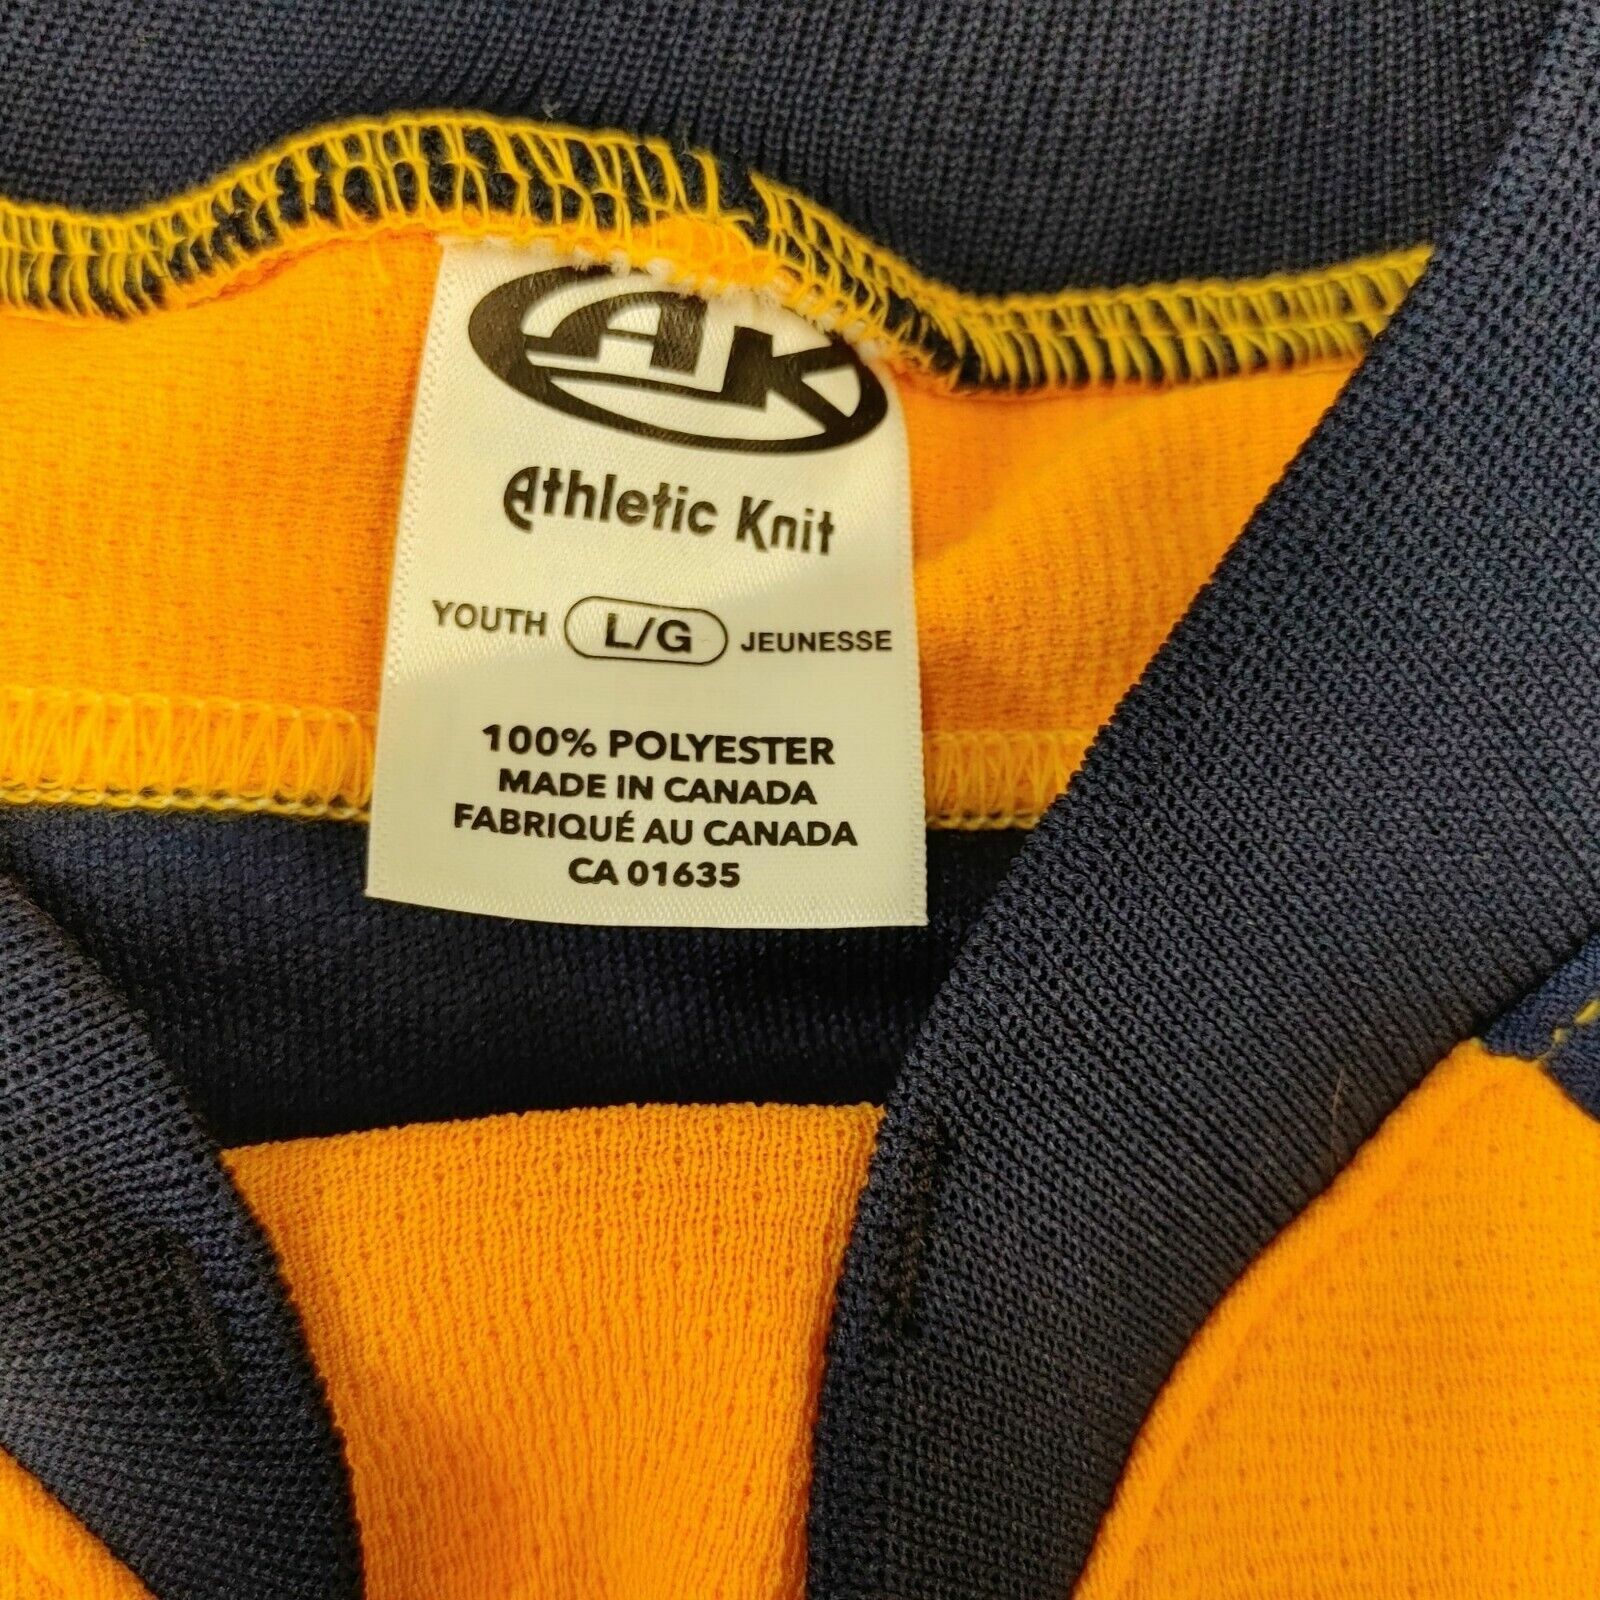 AK
Athletic Knit
YOUTH L/G JEUNESSE
100% POLYESTER
MADE IN CANADA
FABRIQUÉ AU CANADA
CA 01635